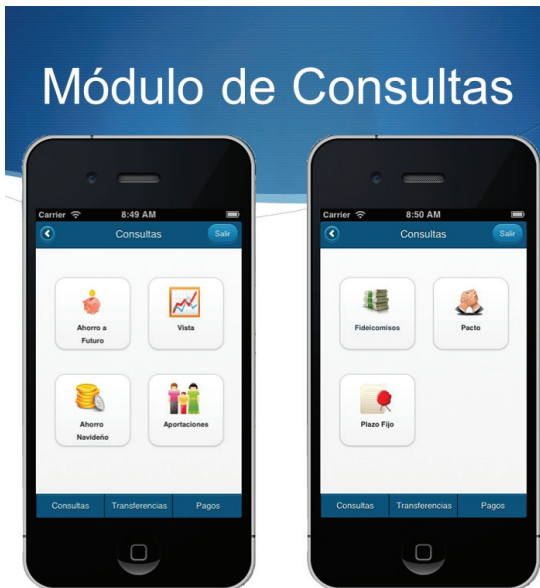 Módulo de Consultas
Carrier 8:49 AM
Consultas
Salir
Ahorro a
Futuro
Vista
Ahorro
Navideño
Aportaciones
Consultas Transferencias Pagos
Carrier 8:50 AM
Consultas
Salir
Fideicomisos
Pacto
Plazo Fijo
Consultas Transferencias Pagos